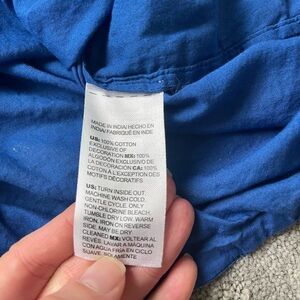 MADE IN INDIA/HECHO EN
INDIA/FABRIQUÉ EN INDE
US: 100% COTTON
EXCLUSIVE OF
DECORATION MX: 100%
ALGODÓN EXCLUSIVO DE
LA DECORACIÓN CA: 100%
COTON À L'EXCEPTION DES
MOTIFS DÉCORATIFS
US: TURN INSIDE OUT.
MACHINE WASH COLD,
GENTLE CYCLE. ONLY
NON-CHLORINE BLEACH.
TUMBLE DRY LOW. WARM
IRON. IRON ON REVERSE
SIDE. MAY BE DRY
CLEANED MX: VOLTEAR AL
REVÉS. LAVAR A MÁQUINA
CON AGUA FRÍA EN CICLO
SUAVE. SOLAMENTE